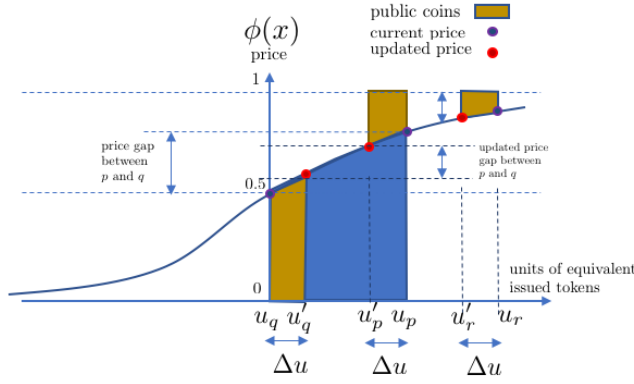 public coins
current price
updated price
ϕ(x)
price
1
price gap
between
p and q
updated price
gap between
p and q
0.5
0
units of equivalent
issued tokens
u_q u'_q u'_p u_p u'_r u_r
Δu Δu Δu